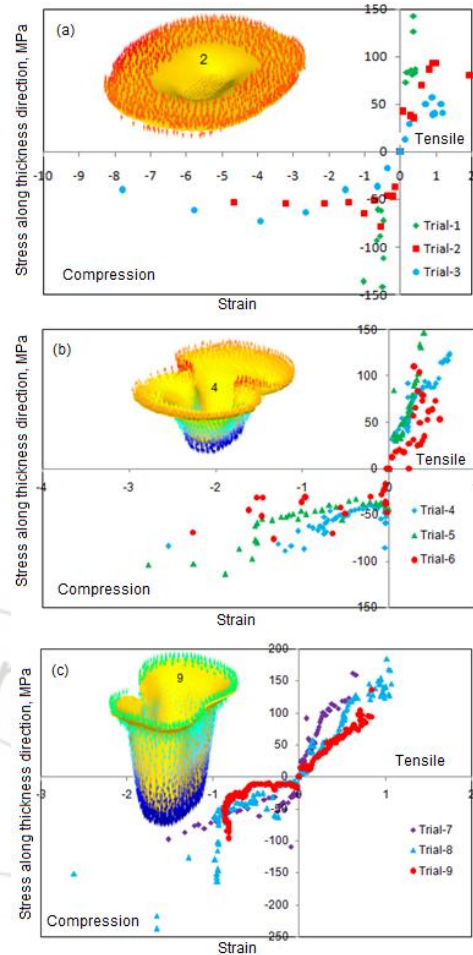 Stress along thickness direction, MPa
(a)
2
150
100
50
Tensile
-10 -9 -8 -7 -6 -5 -4 -3 -2 -1 0 1 2
-50
-100
-150
Trial-1
Trial-2
Trial-3
Compression
Strain
Stress along thickness direction, MPa
(b)
4
150
100
50
Tensile
0
-4 -3 -2 -1 0 1
-50
-100
150
Trial-4
Trial-5
Trial-6
Compression
Strain
Stress along thickness direction, MPa
(c)
9
200
150
100
50
Tensile
0
-3 -2 -1 0 1 2
-50
-100
-150
-200
250
Trial-7
Trial-8
Trial-9
Compression
Strain